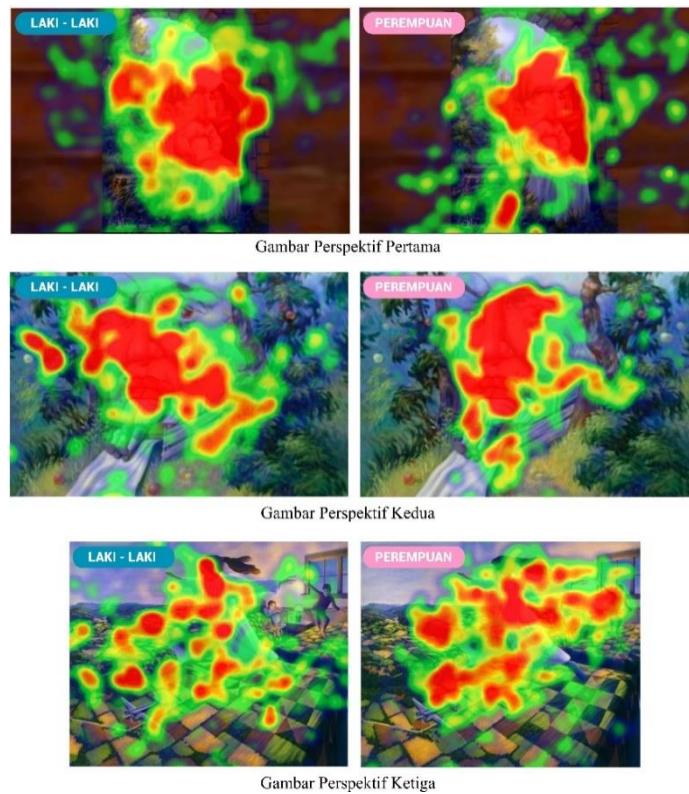 LAKI - LAKI
PEREMPUAN
Gambar Perspektif Pertama
LAKI - LAKI
PEREMPUAN
Gambar Perspektif Kedua
LAKI - LAKI
PEREMPUAN
Gambar Perspektif Ketiga